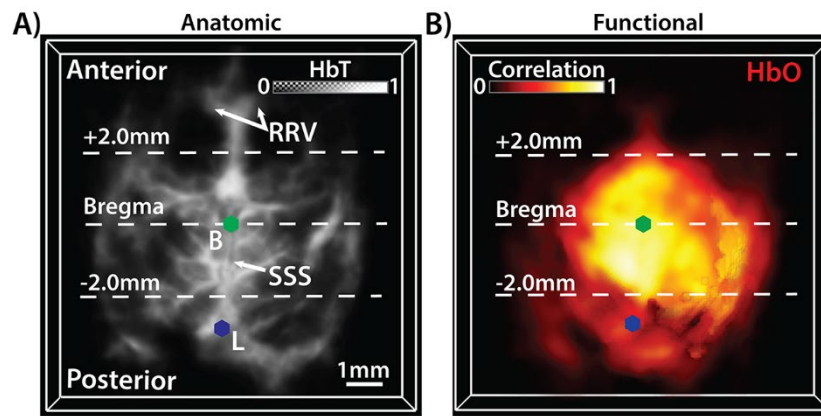 A) Anatomic
Anterior
HbT
0 1
RRV
+2.0mm
Bregma
B
SSS
-2.0mm
L
Posterior
1mm
B) Functional
Correlation
0 1
HbO
+2.0mm
Bregma
-2.0mm